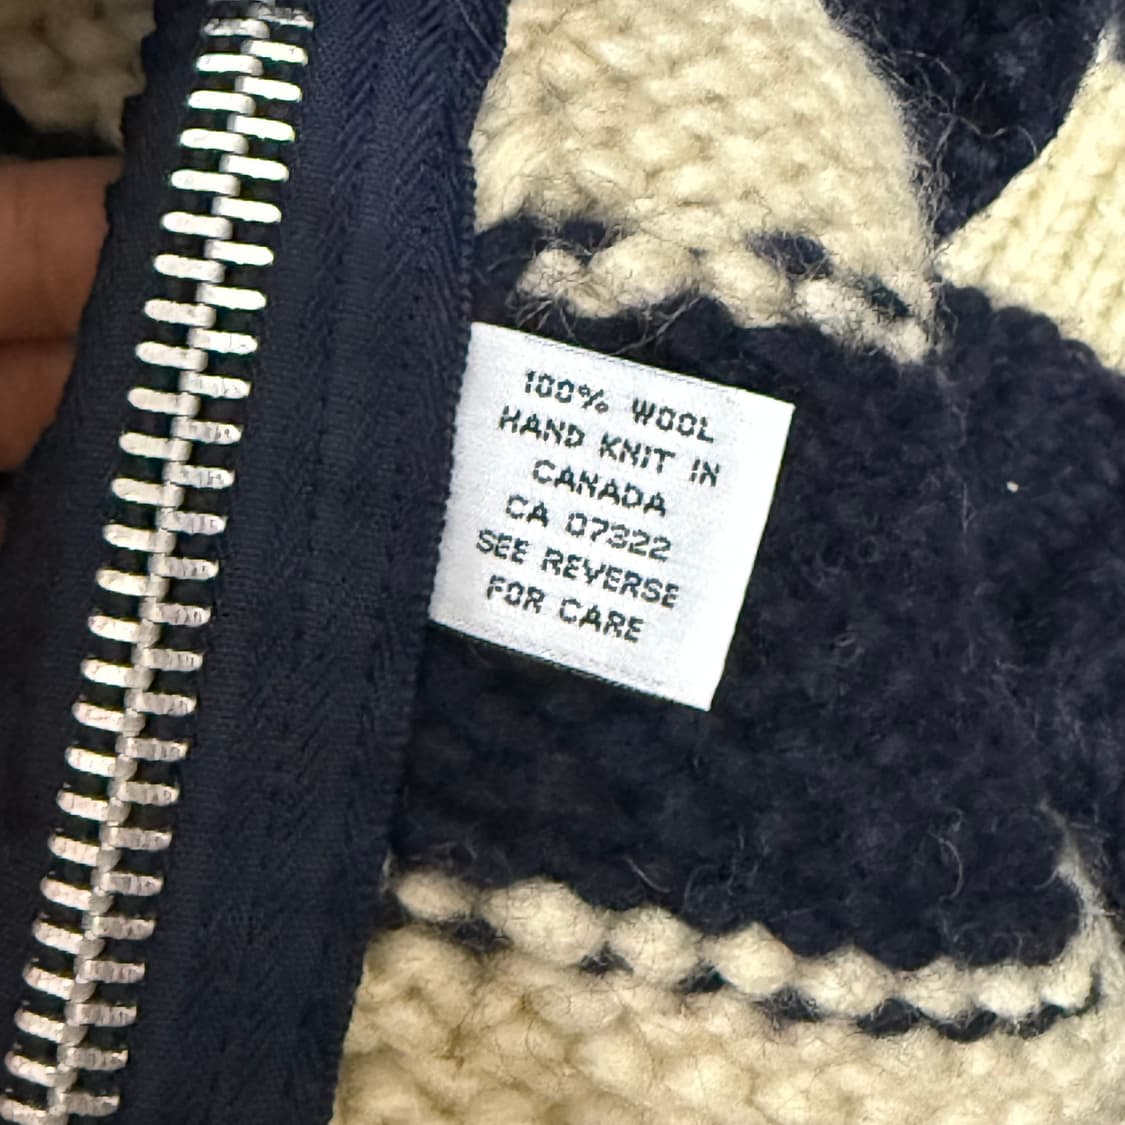 100% WOOL
HAND KNIT IN
CANADA
CA 07322
SEE REVERSE
FOR CARE